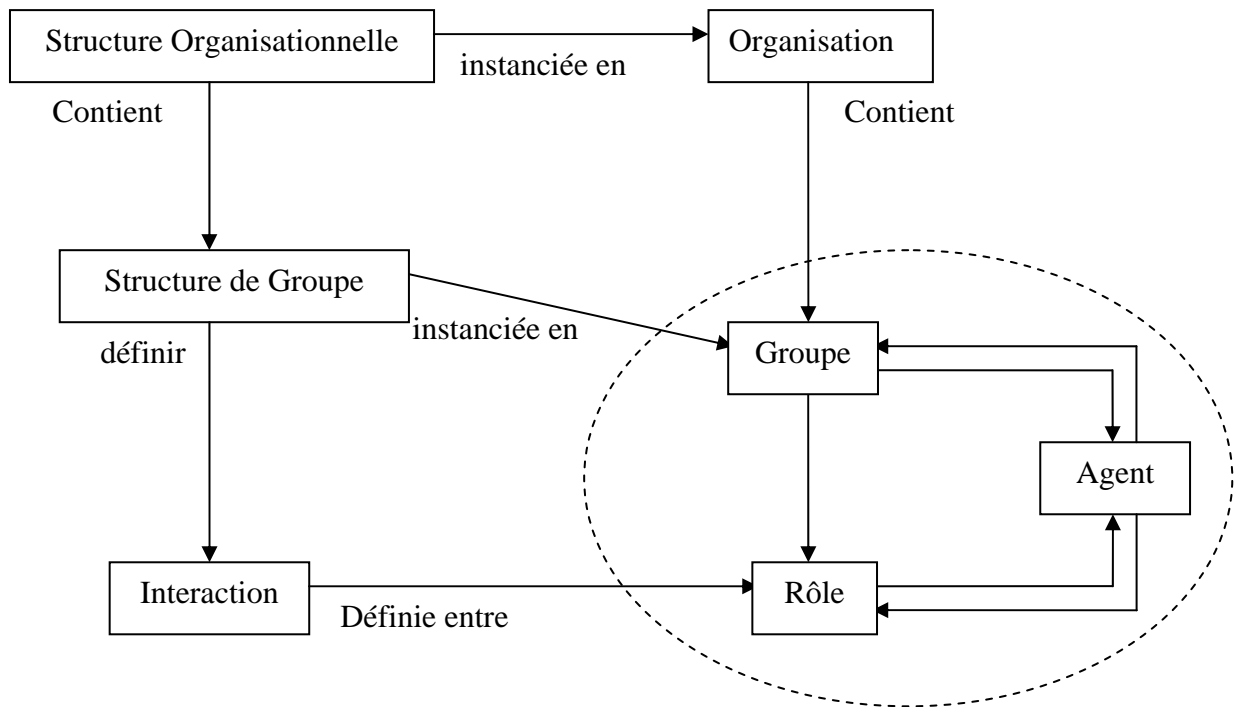 Structure Organisationnelle
instanciée en
Organisation
Contient
Contient
Structure de Groupe
instanciée en
définir
Groupe
Agent
Interaction
Définie entre
Rôle